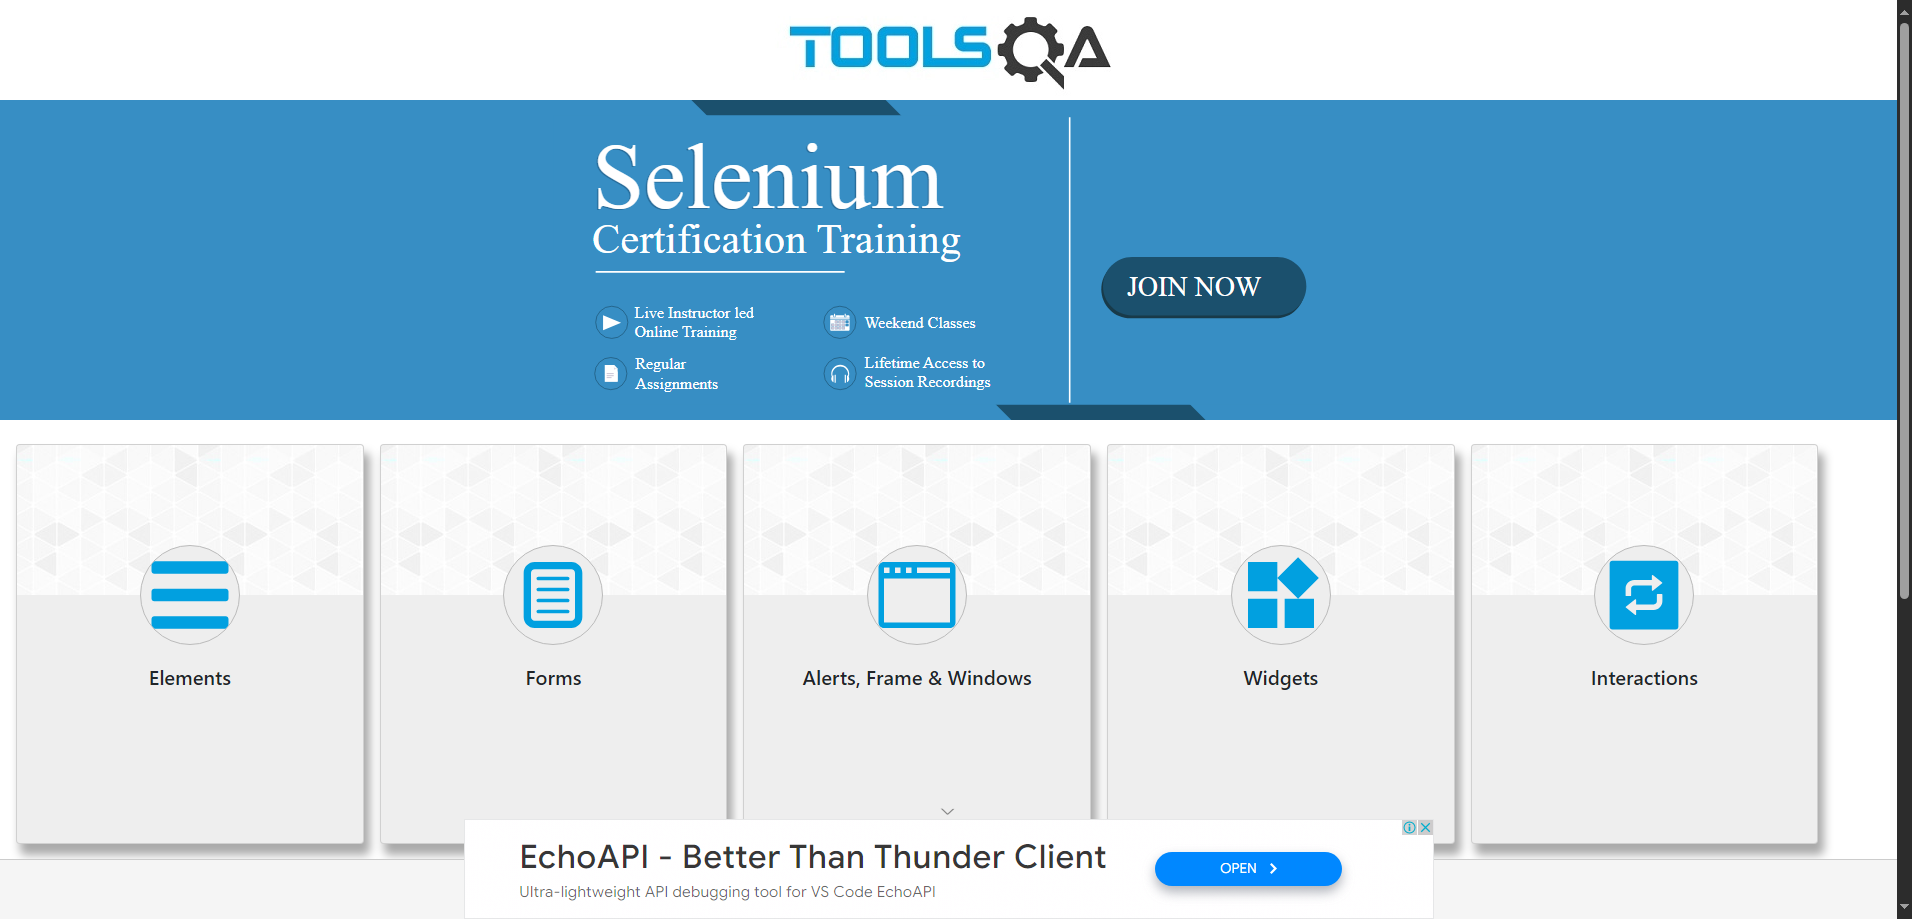 TOOLSQA
Selenium
Certification Training
Live Instructor led
Online Training
Weekend Classes
Regular
Assignments
Lifetime Access to
Session Recordings
JOIN NOW
Elements
Forms
Alerts, Frame & Windows
Widgets
Interactions
EchoAPI - Better Than Thunder Client
Ultra-lightweight API debugging tool for VS Code EchoAPI
OPEN